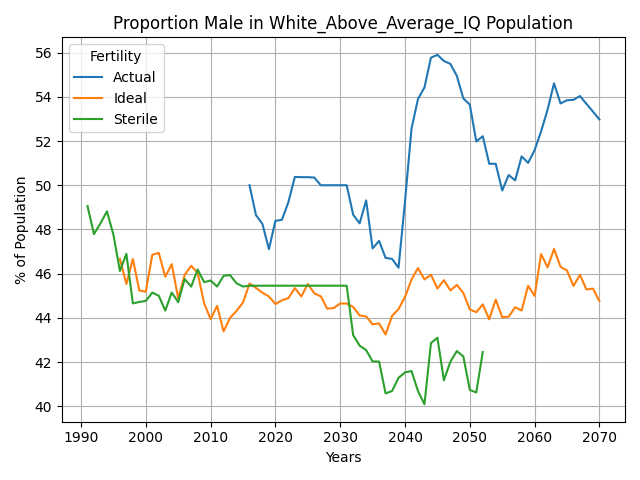 Proportion Male in White_Above_Average_IQ Population
Fertility
Actual
Ideal
Sterile
% of Population
56
54
52
50
48
46
44
42
40
1990
2000
2010
2020
2030
2040
2050
2060
2070
Years